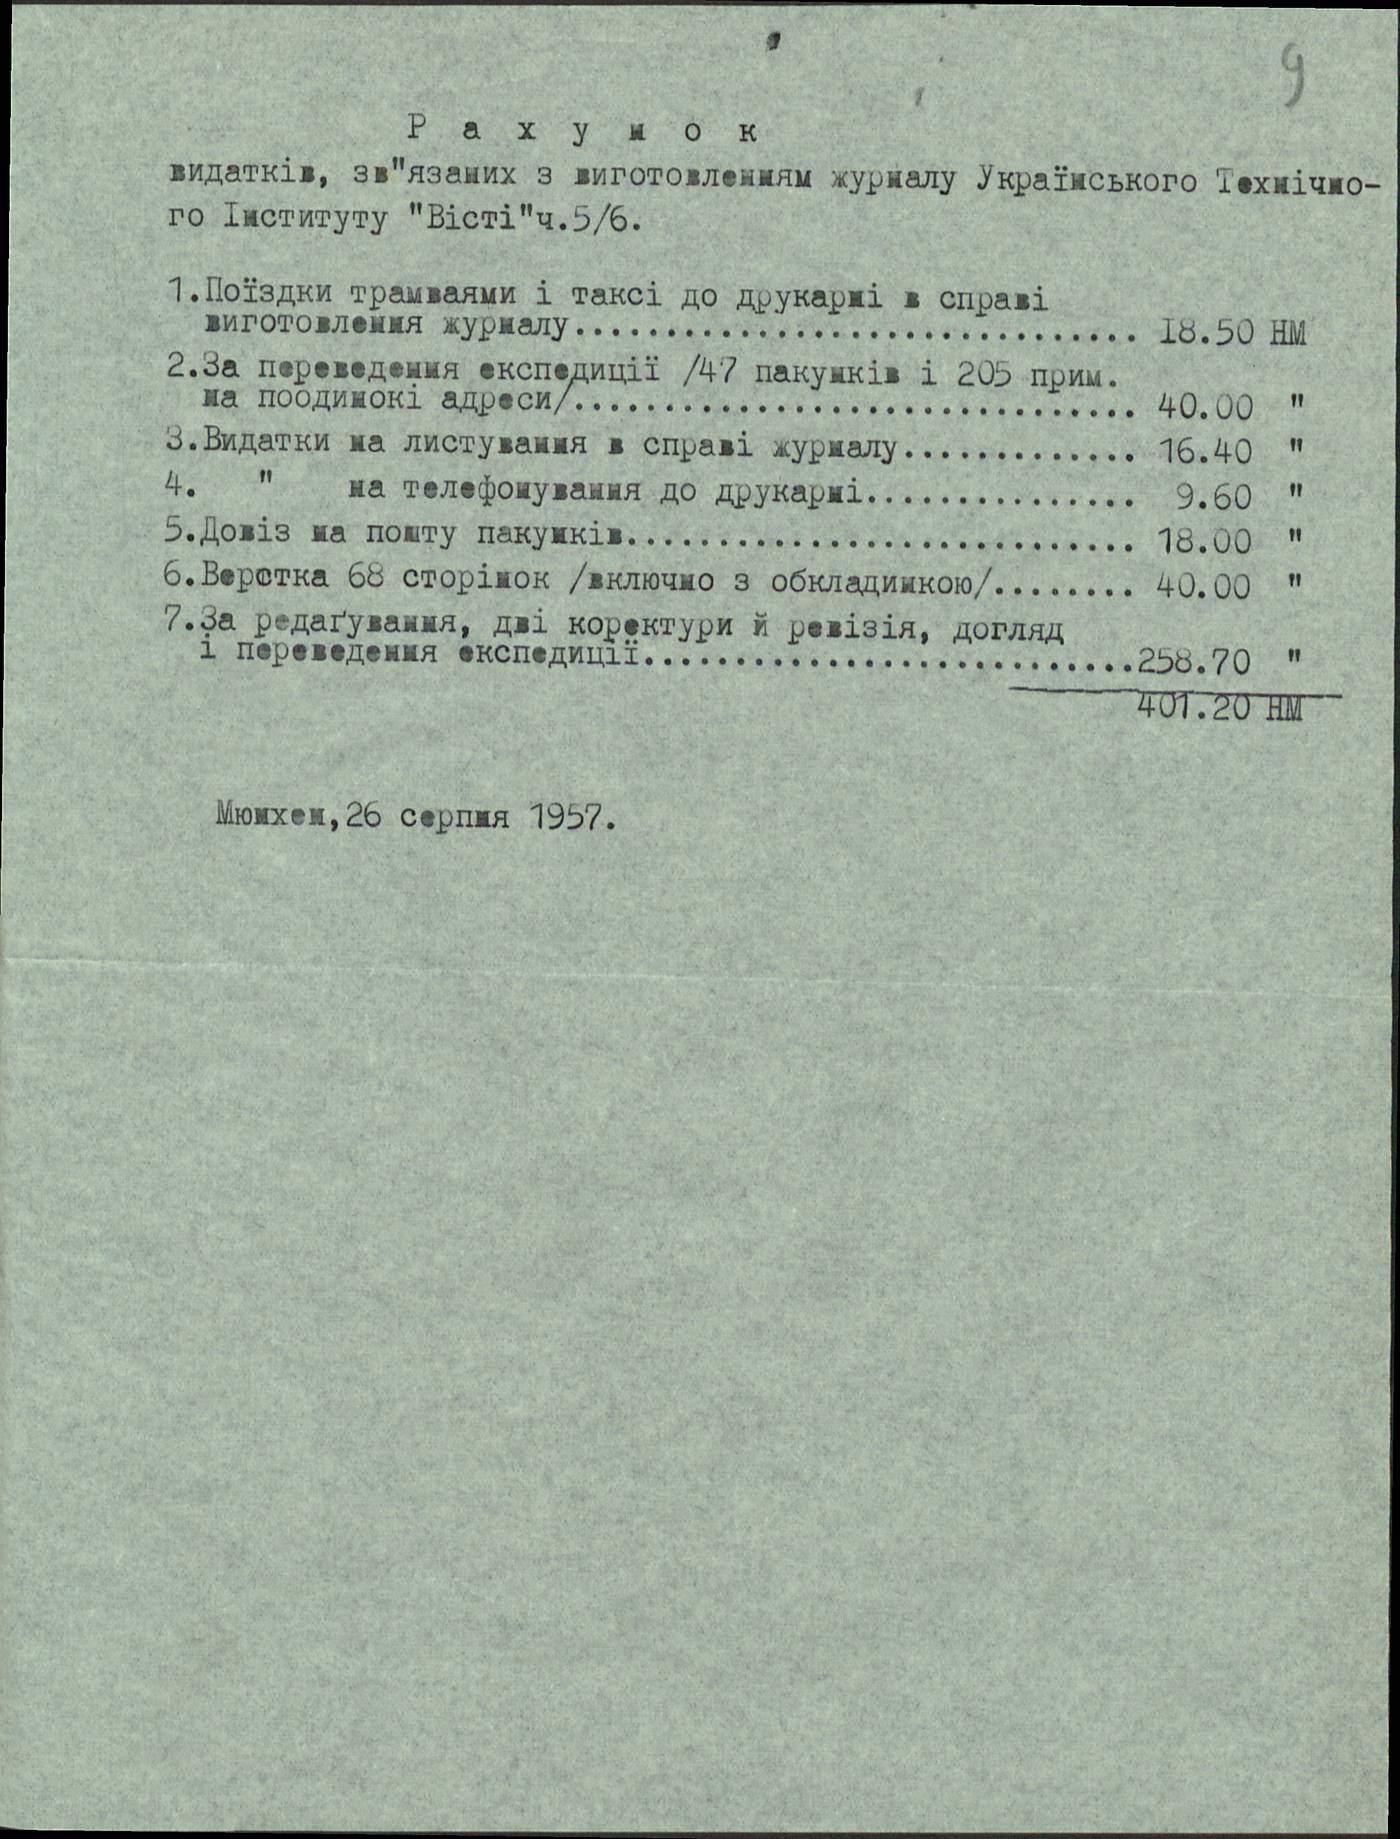 9
Р а х у н о к
видатків, зв"язаних з виготовленням журналу Українського Технічно-
го Інституту "Вісті"ч.5/6.
1.Поїздки трамваями і таксі до друкарні в справі
виготовлення журналу............................... 18.50 НМ
2.За переведення експедиції /47 пакунків і 205 прим.
на поодинокі адреси/............................... 40.00 "
3.Видатки на листування в справі журналу............. 16.40 "
4. " на телефонування до друкарні............... 9.60 "
5.Довіз на пошту пакунків............................ 18.00 "
6.Верстка 68 сторінок /включно з обкладинкою/........ 40.00 "
7.За редаґування, дві коректури й ревізія, догляд
і переведення експедиції...........................258.70 "
401.20 НМ
Мюнхен,26 серпня 1957.